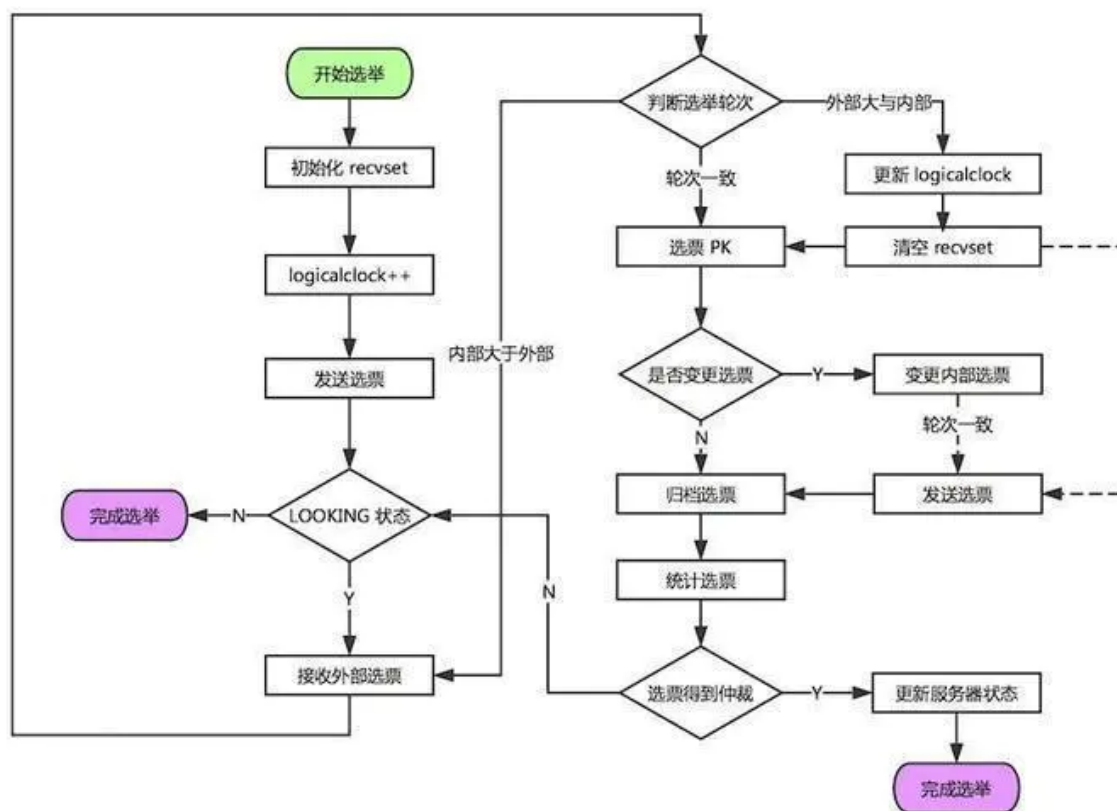 开始选举
初始化 recvset
logicalclock++
发送选票
LOOKING 状态
N
完成选举
Y
接收外部选票
判断选举轮次
外部大与内部
更新 logicalclock
清空 recvset
轮次一致
选票 PK
内部大于外部
是否变更选票
Y
变更内部选票
轮次一致
发送选票
N
归档选票
统计选票
选票得到仲裁
N
Y
更新服务器状态
完成选举